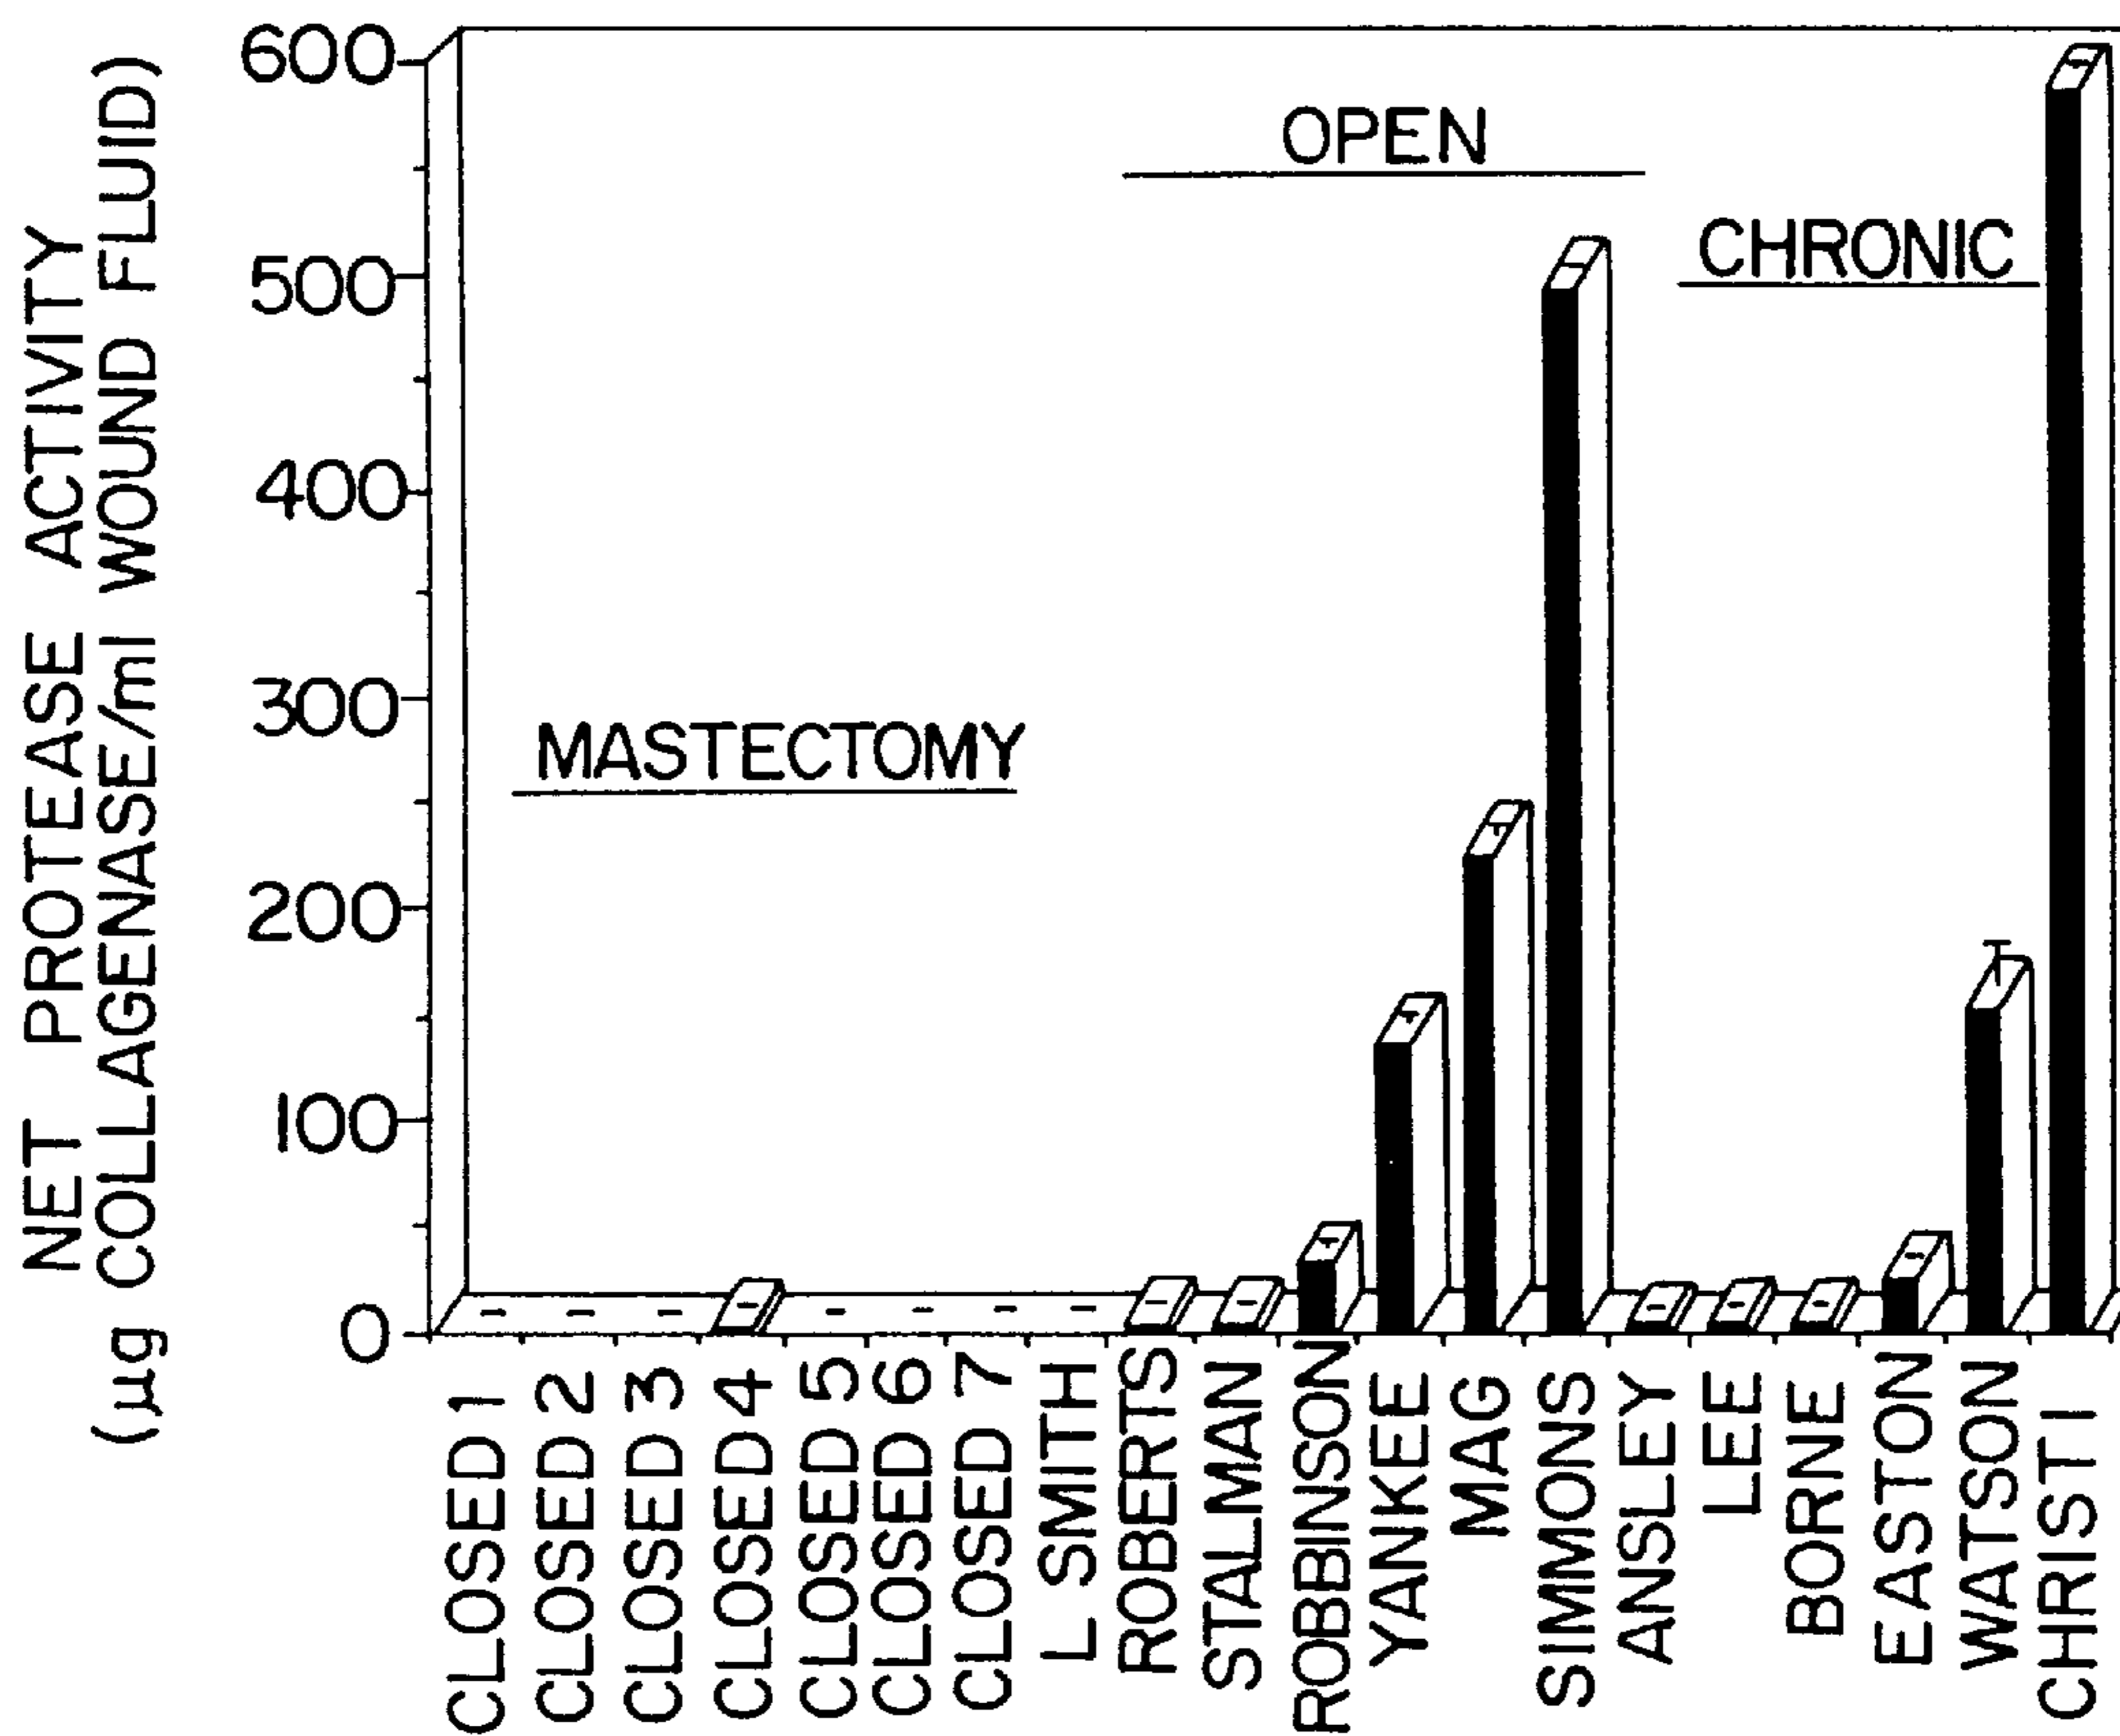 NET PROTEASE ACTIVITY
(µg COLLAGENASE/ml WOUND FLUID)
600
500
400
300
200
100
0
OPEN
CHRONIC
MASTECTOMY
CLOSED 1
CLOSED 2
CLOSED 3
CLOSED 4
CLOSED 5
CLOSED 6
CLOSED 7
L SMITH
ROBERTS
STALMAN
ROBBINSON
YANKEE
MAG
SIMMONS
ANSLEY
LEE
BORNE
EASTON
WATSON
CHRISTI